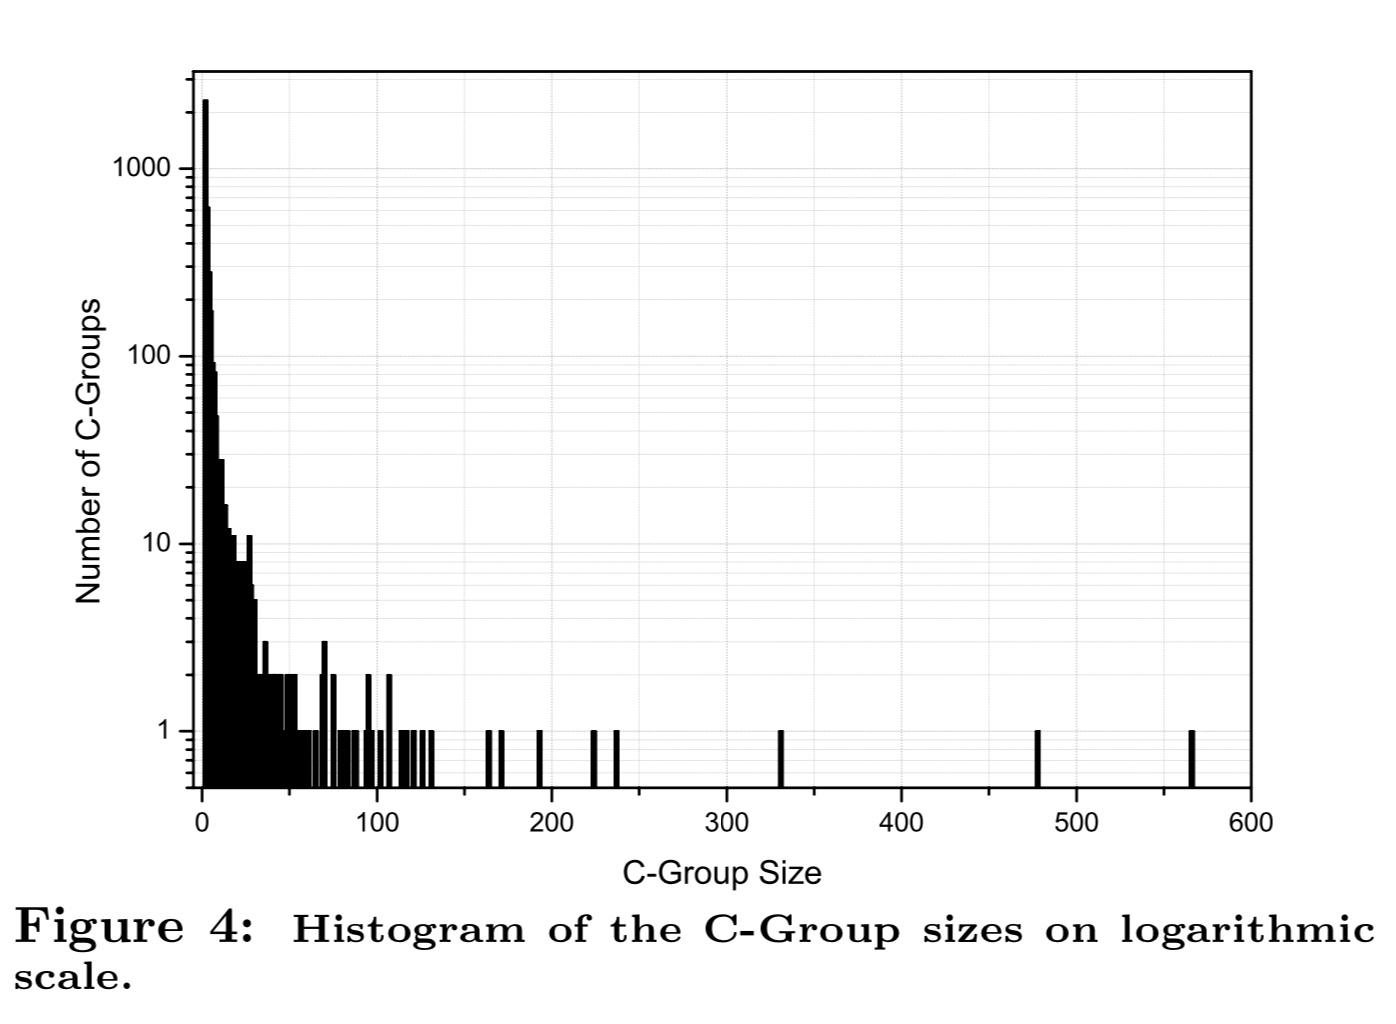 1000
100
10
1
Number of C-Groups
0 100 200 300 400 500 600
C-Group Size
Figure 4: Histogram of the C-Group sizes on logarithmic
scale.